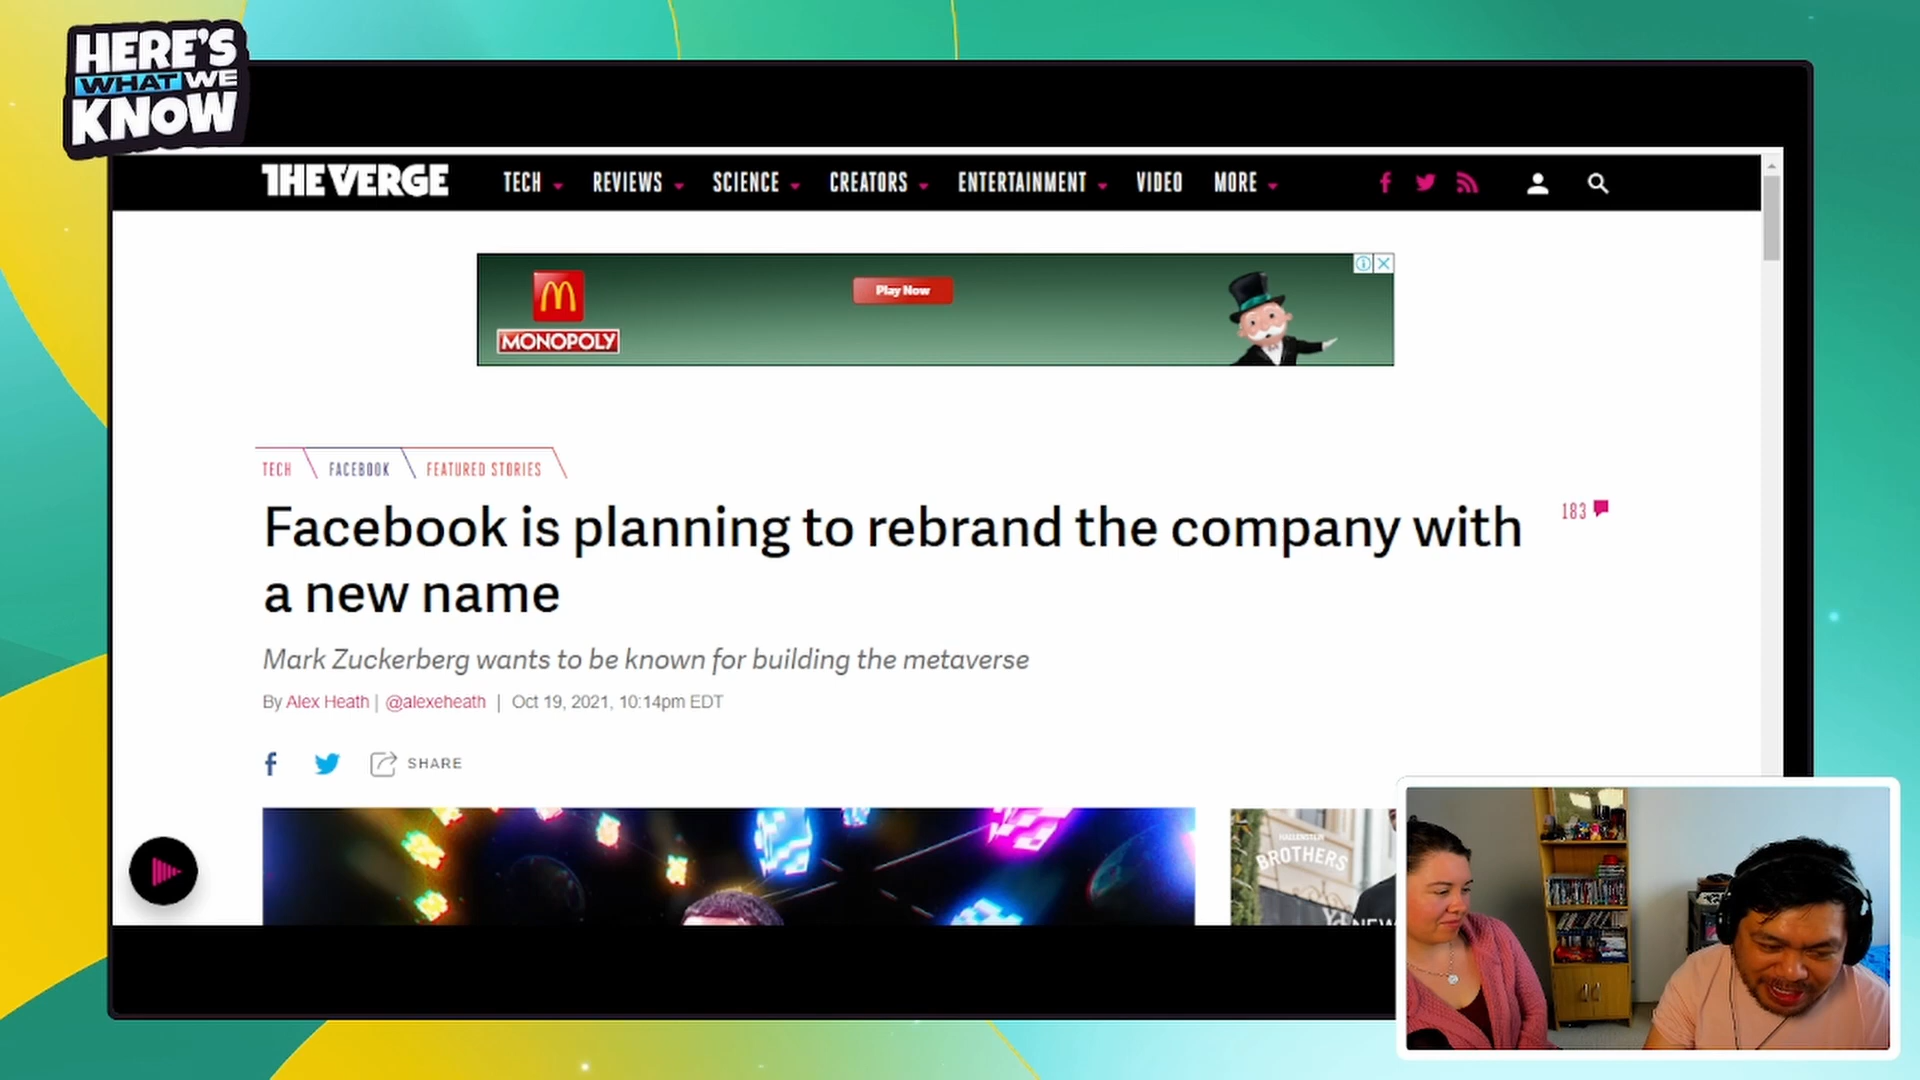 HERE'S
WHAT WE
KNOW
THE VERGE
TECH REVIEWS SCIENCE CREATORS ENTERTAINMENT VIDEO MORE
MONOPOLY
Play Now
TECH FACEBOOK FEATURED STORIES
Facebook is planning to rebrand the company with
a new name
183
Mark Zuckerberg wants to be known for building the metaverse
By Alex Heath | @alexeheath | Oct 19, 2021, 10:14pm EDT
SHARE
BROTHERS